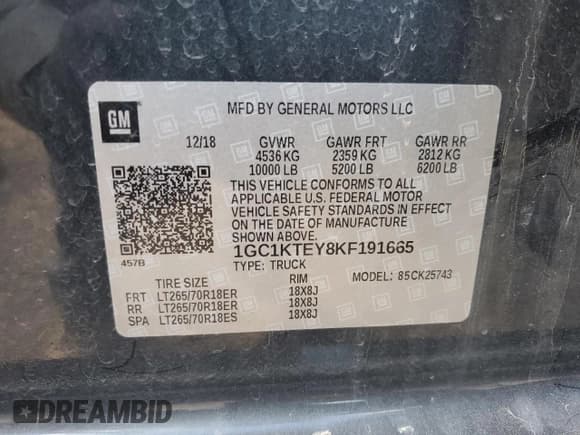 GM
MFD BY GENERAL MOTORS LLC
12/18 GVWR GAWR FRT GAWR RR
4536 KG 2359 KG 2812 KG
10000 LB 5200 LB 6200 LB
THIS VEHICLE CONFORMS TO ALL
APPLICABLE U.S. FEDERAL MOTOR
VEHICLE SAFETY STANDARDS IN EFFECT
ON THE DATE OF MANUFACTURE
SHOWN ABOVE.
457B
1GC1KTEY8KF191665
TYPE: TRUCK MODEL: 85CK25743
TIRE SIZE RIM
FRT LT265/70R18ER 18X8J
RR LT265/70R18ER 18X8J
SPA LT265/70R18ES 18X8J
DREAMBID